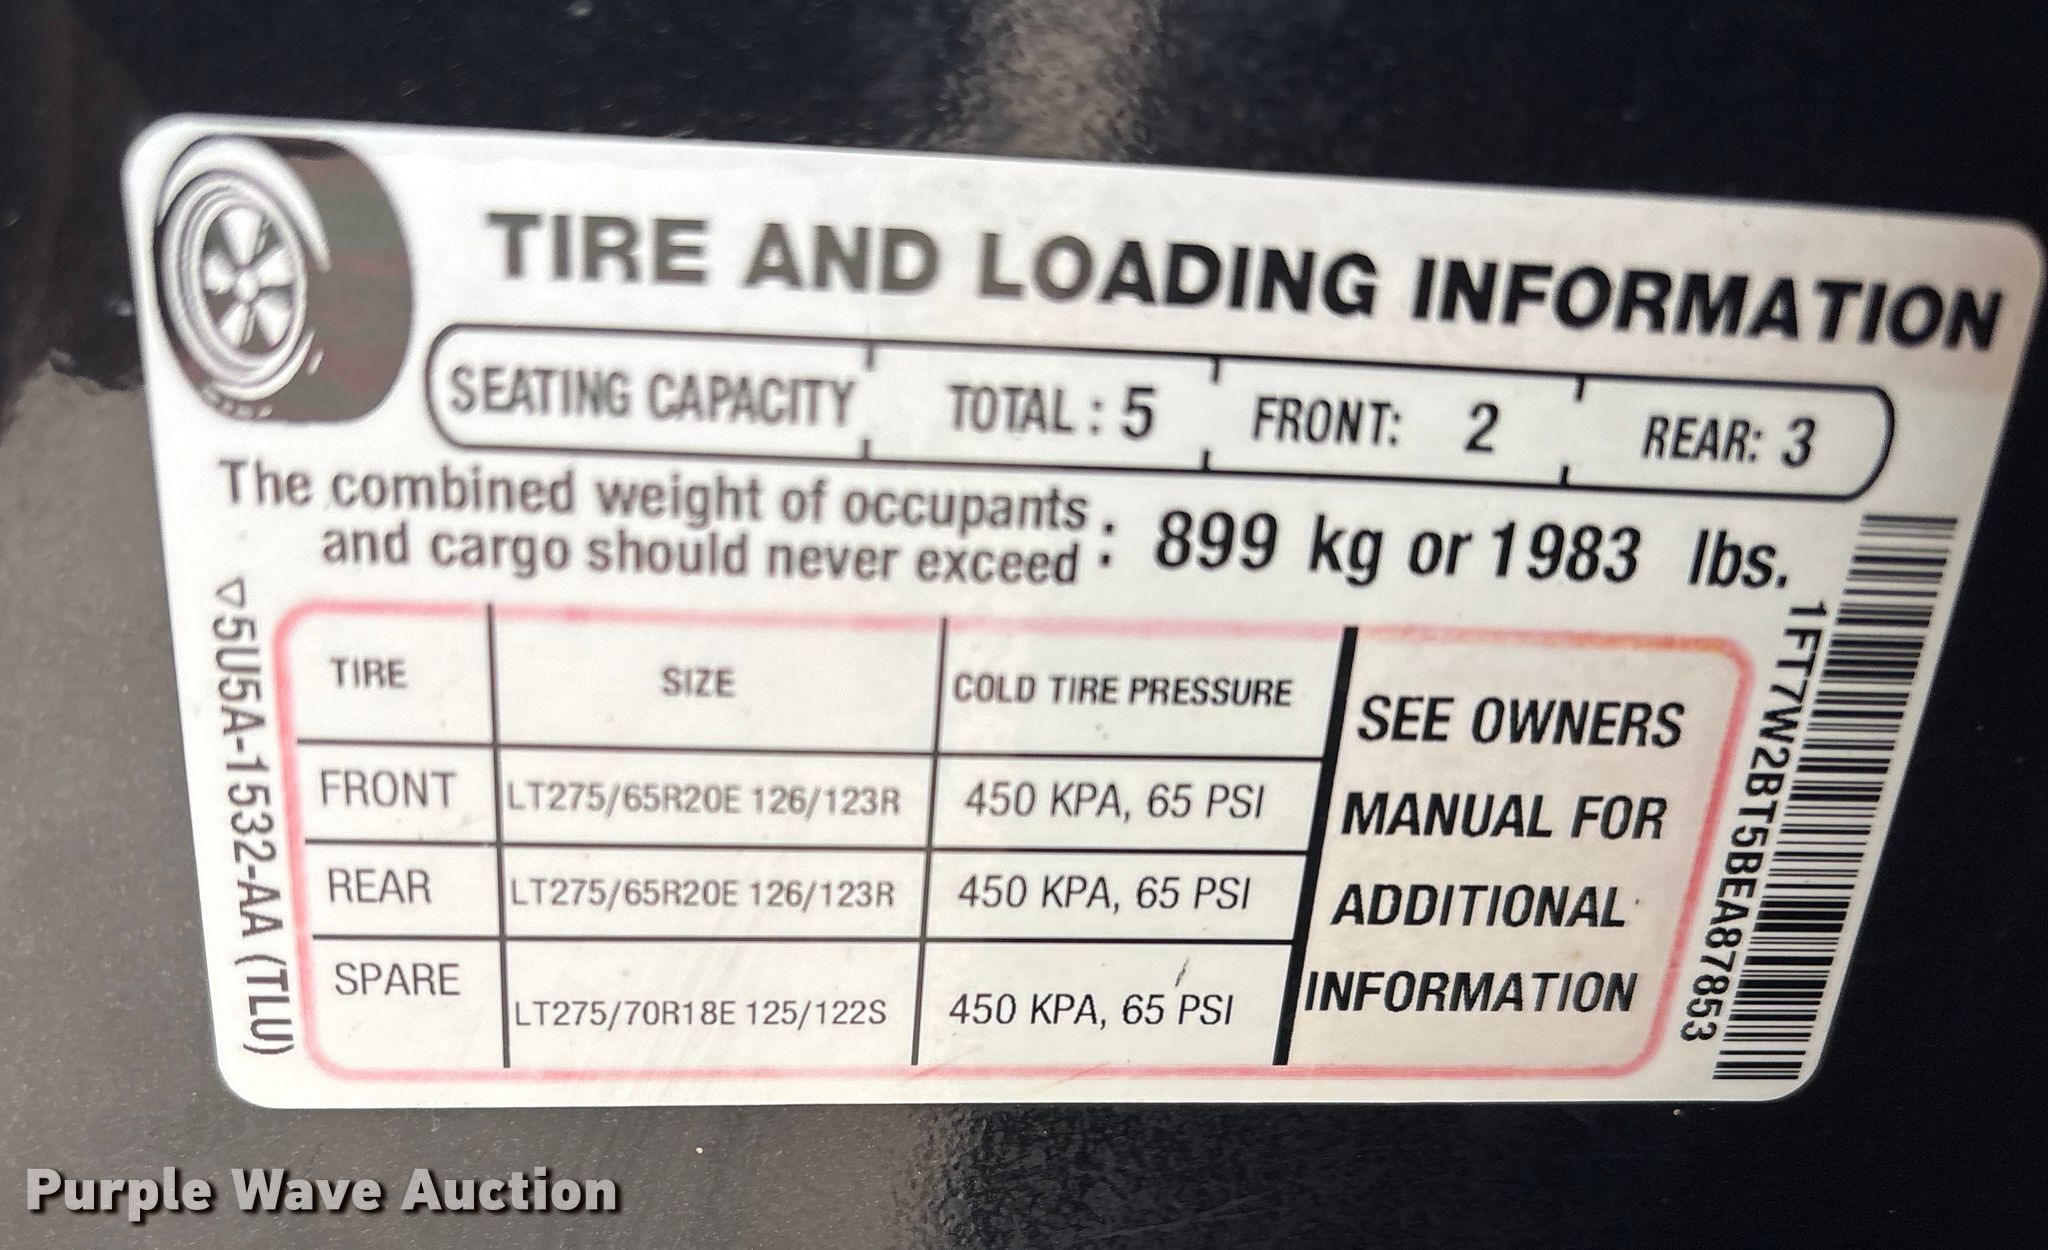 TIRE AND LOADING INFORMATION
SEATING CAPACITY TOTAL : 5 FRONT: 2 REAR: 3
The combined weight of occupants
and cargo should never exceed : 899 kg or 1983 lbs.
5U5A-1532-AA (TLU)
TIRE SIZE COLD TIRE PRESSURE
FRONT LT275/65R20E 126/123R 450 KPA, 65 PSI
REAR LT275/65R20E 126/123R 450 KPA, 65 PSI
SPARE LT275/70R18E 125/122S 450 KPA, 65 PSI
SEE OWNERS
MANUAL FOR
ADDITIONAL
INFORMATION
1FT7W2BT5BEA87853
Purple Wave Auction